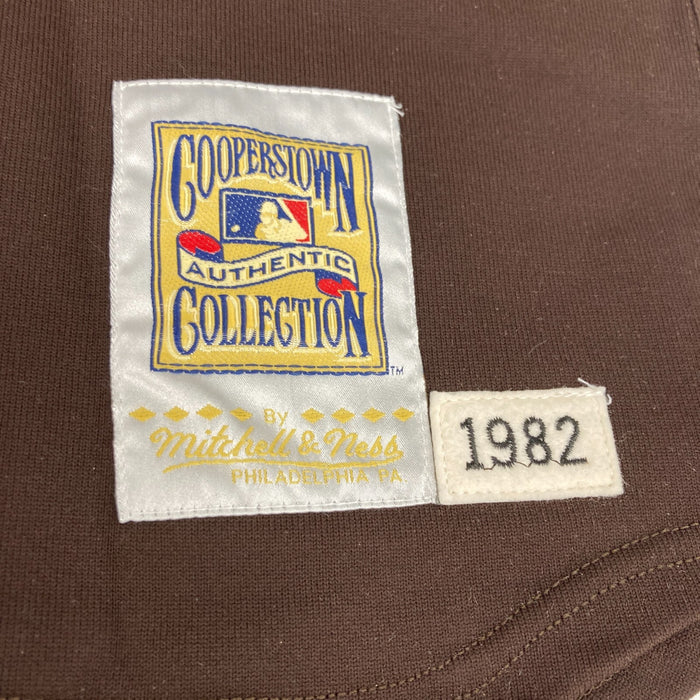 COOPERSTOWN
AUTHENTIC
COLLECTION
TM
By
Mitchell & Ness
PHILADELPHIA PA.
1982